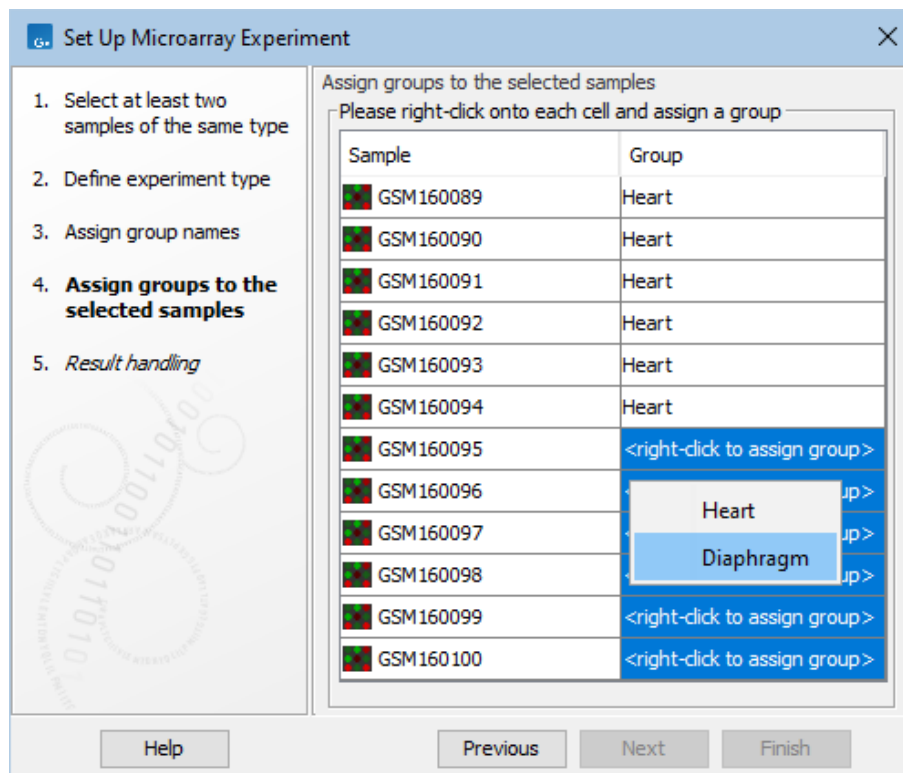 G.
Set Up Microarray Experiment
1. Select at least two
samples of the same type
2. Define experiment type
3. Assign group names
4. Assign groups to the
selected samples
5. Result handling
Assign groups to the selected samples
Please right-click onto each cell and assign a group
Sample Group
GSM160089 Heart
GSM160090 Heart
GSM160091 Heart
GSM160092 Heart
GSM160093 Heart
GSM160094 Heart
GSM160095 <right-click to assign group>
GSM160096 up>
Heart
GSM160097 up>
Diaphragm
GSM160098 up>
GSM160099 <right-click to assign group>
GSM160100 <right-click to assign group>
Help Previous Next Finish